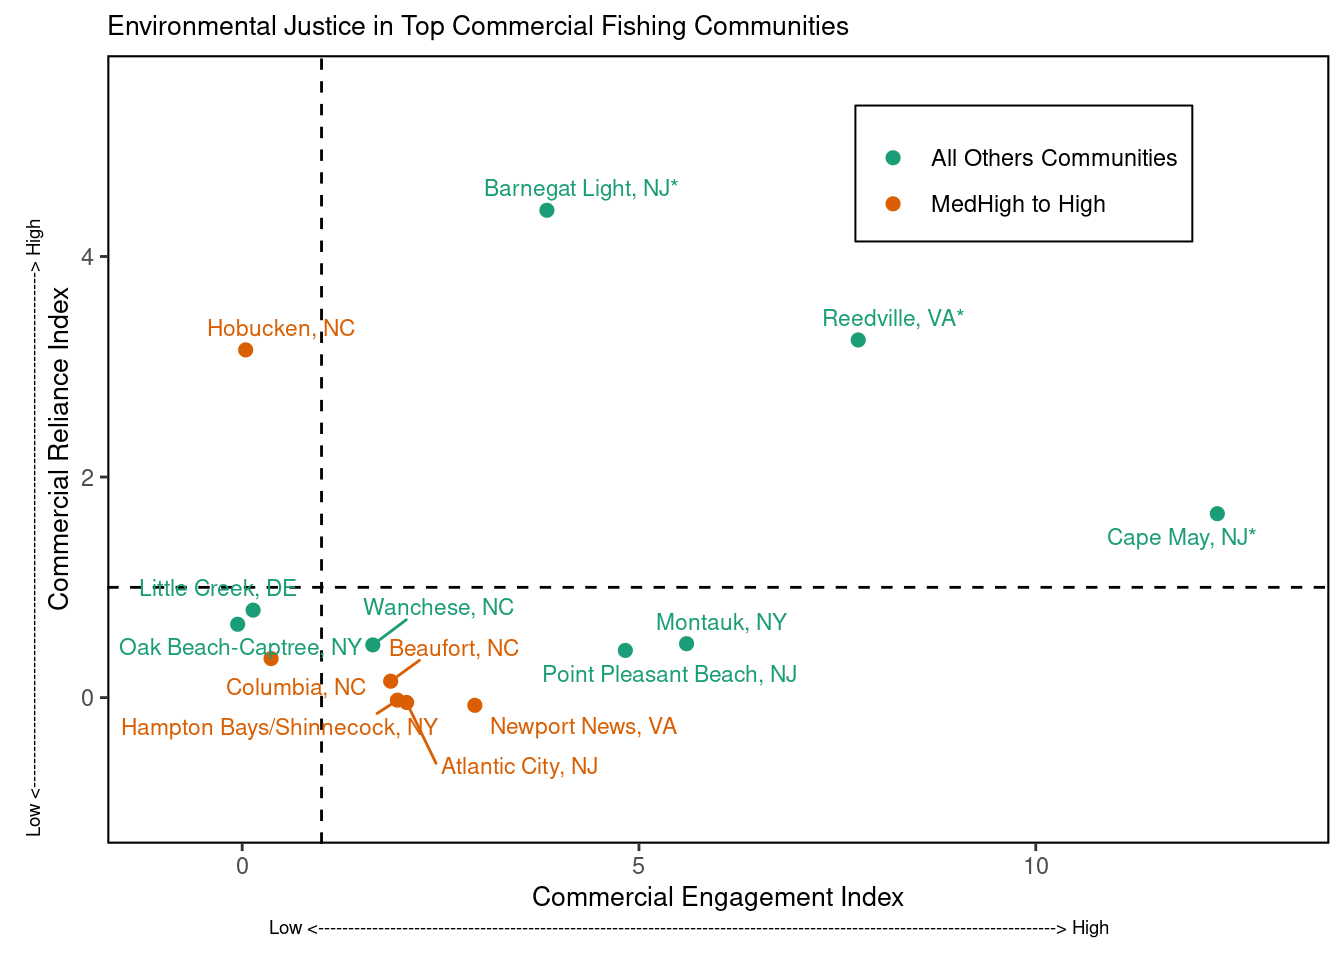 Environmental Justice in Top Commercial Fishing Communities
All Others Communities
MedHigh to High
Barnegat Light, NJ*
Reedville, VA*
Hobucken, NC
Cape May, NJ*
Little Creek, DE
Wanchese, NC
Montauk, NY
Oak Beach-Captree, NY
Beaufort, NC
Point Pleasant Beach, NJ
Columbia, NC
Hampton Bays/Shinnecock, NY
Newport News, VA
Atlantic City, NJ
4
2
0
Commercial Reliance Index
Low <--------------------------------------------------------------------------------------> High
0
5
10
Commercial Engagement Index
Low <---------------------------------------------------------------------------------------------------------------------------> High